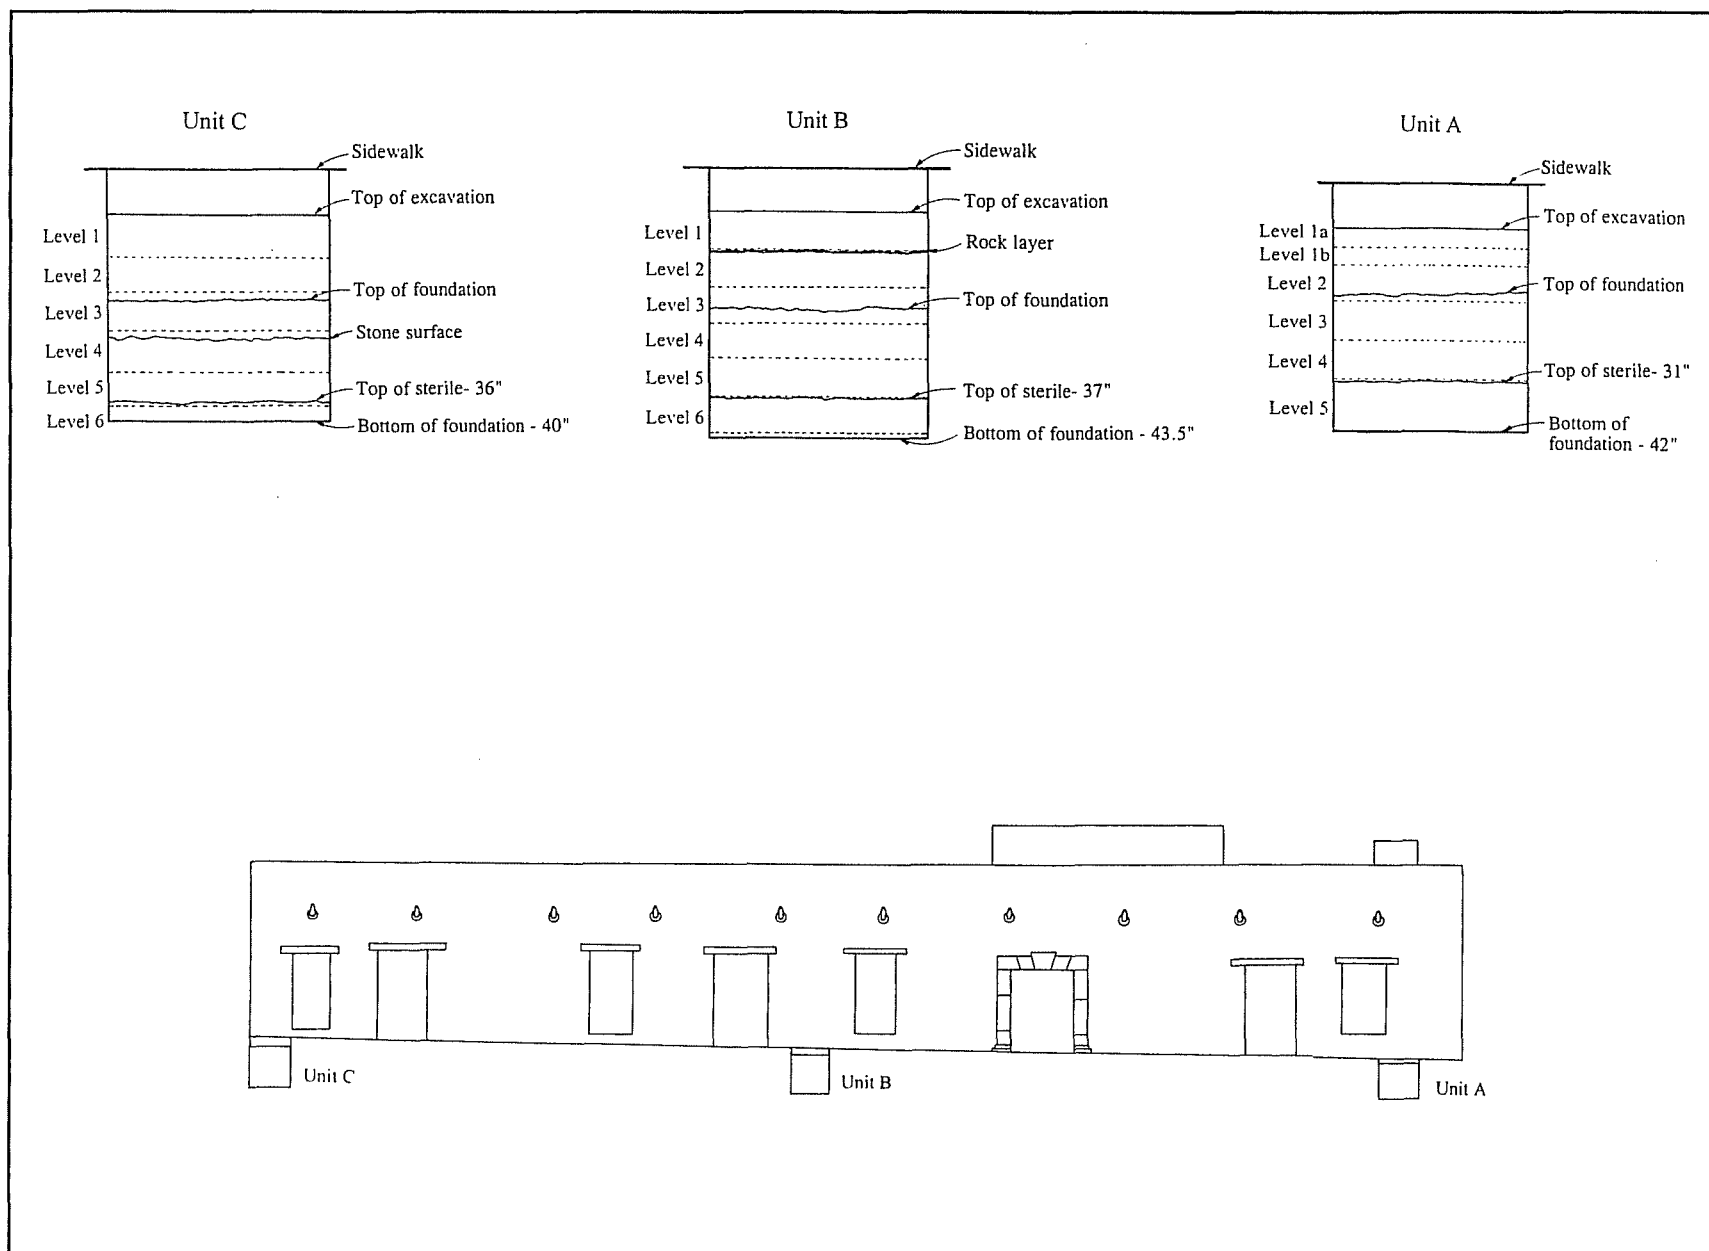 Unit C
Sidewalk
Top of excavation
Level 1
Level 2
Top of foundation
Level 3
Stone surface
Level 4
Level 5
Top of sterile- 36"
Level 6
Bottom of foundation - 40"
Unit B
Sidewalk
Top of excavation
Level 1
Rock layer
Level 2
Level 3
Top of foundation
Level 4
Level 5
Top of sterile- 37"
Level 6
Bottom of foundation - 43.5"
Unit A
Sidewalk
Top of excavation
Level 1a
Level 1b
Level 2
Top of foundation
Level 3
Level 4
Top of sterile- 31"
Level 5
Bottom of
foundation - 42"
Unit C
Unit B
Unit A